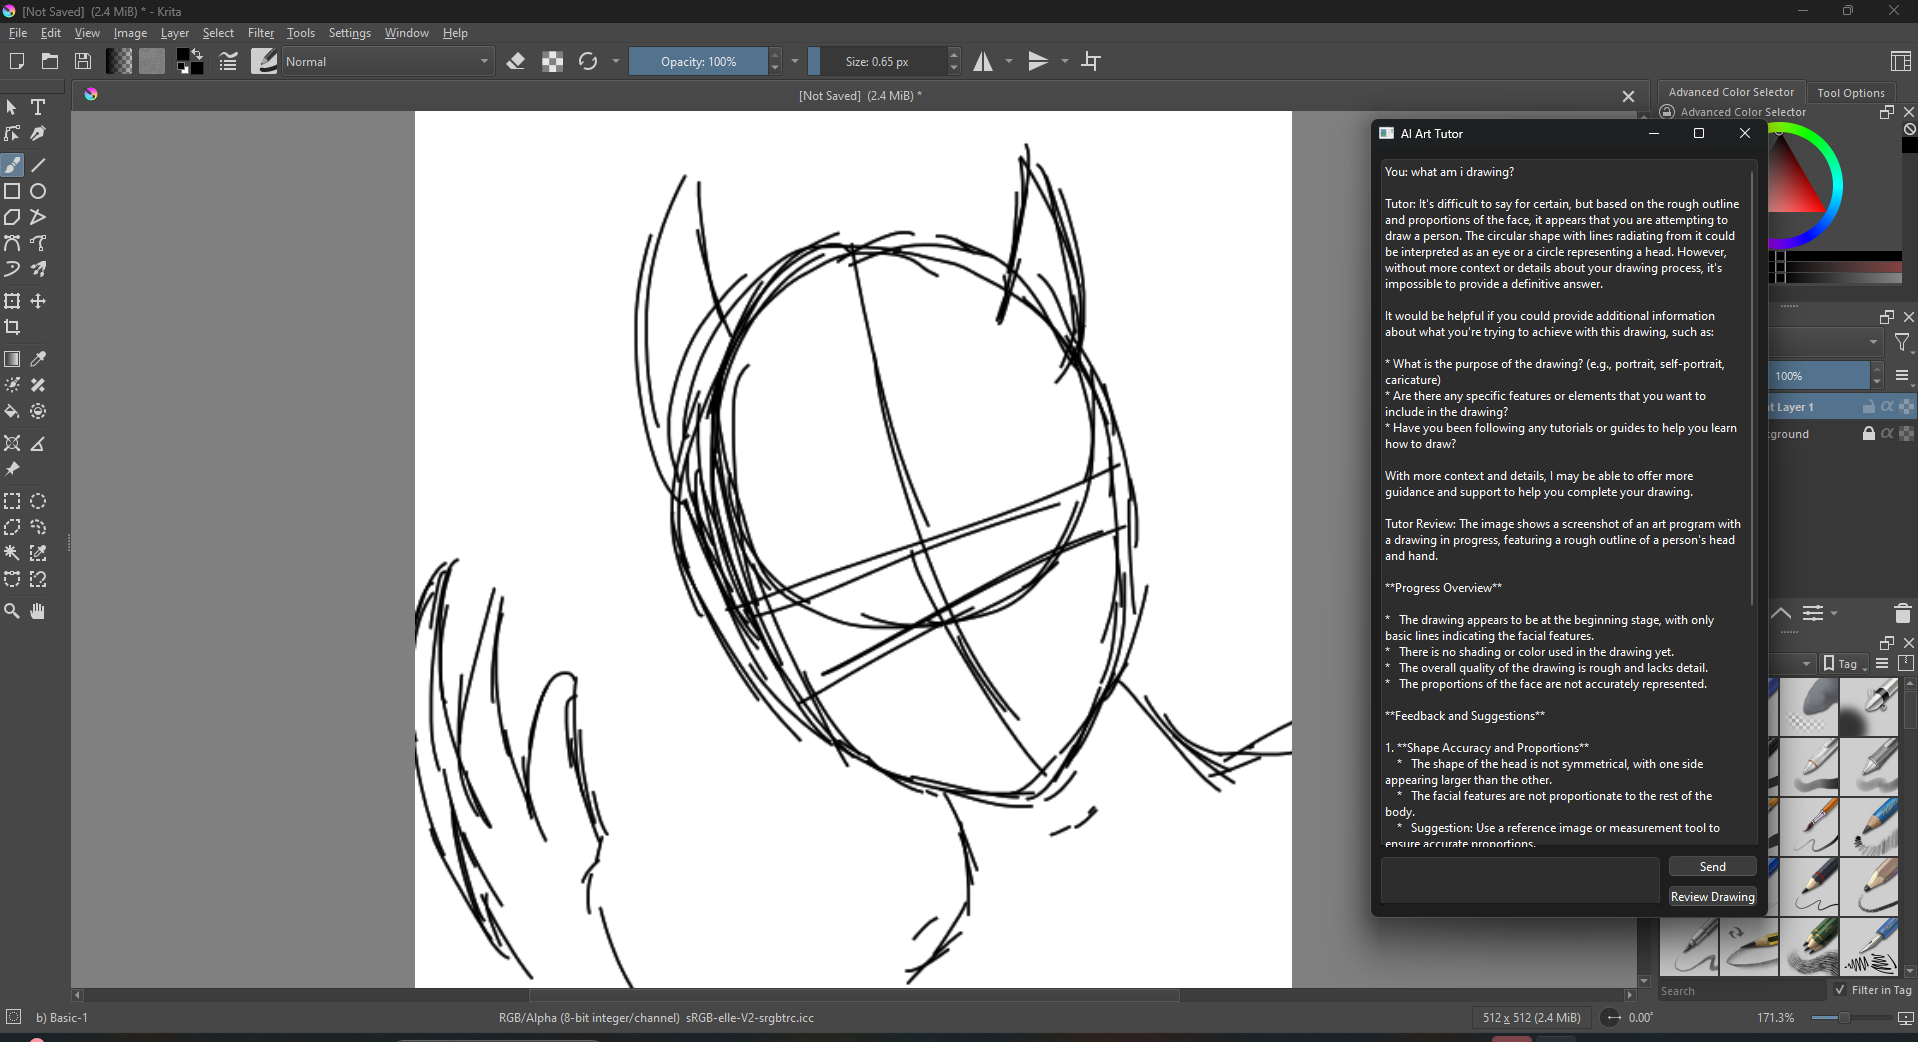 [Not Saved]  (2.4 MiB) * - Krita
File Edit View Image Layer Select Filter Tools Settings Window Help
Normal
Opacity: 100%
Size: 0.65 px
[Not Saved]  (2.4 MiB) *
Advanced Color Selector
Tool Options
Advanced Color Selector
AI Art Tutor
You: what am i drawing?
Tutor: It's difficult to say for certain, but based on the rough outline
and proportions of the face, it appears that you are attempting to
draw a person. The circular shape with lines radiating from it could
be interpreted as an eye or a circle representing a head. However,
without more context or details about your drawing process, it's
impossible to provide a definitive answer.
It would be helpful if you could provide additional information
about what you're trying to achieve with this drawing, such as:
* What is the purpose of the drawing? (e.g., portrait, self-portrait,
caricature)
* Are there any specific features or elements that you want to
include in the drawing?
* Have you been following any tutorials or guides to help you learn
how to draw?
With more context and details, I may be able to offer more
guidance and support to help you complete your drawing.
Tutor Review: The image shows a screenshot of an art program with
a drawing in progress, featuring a rough outline of a person's head
and hand.
**Progress Overview**
* The drawing appears to be at the beginning stage, with only
basic lines indicating the facial features.
* There is no shading or color used in the drawing yet.
* The overall quality of the drawing is rough and lacks detail.
* The proportions of the face are not accurately represented.
**Feedback and Suggestions**
1. **Shape Accuracy and Proportions**
* The shape of the head is not symmetrical, with one side
appearing larger than the other.
* The facial features are not proportionate to the rest of the
body.
* Suggestion: Use a reference image or measurement tool to
ensure accurate proportions.
Send
Review Drawing
100%
t Layer 1
ground
Tag
Search
Filter in Tag
b) Basic-1
RGB/Alpha (8-bit integer/channel)  sRGB-elle-V2-srgbtrc.icc
512 x 512 (2.4 MiB)
0.00°
171.3%